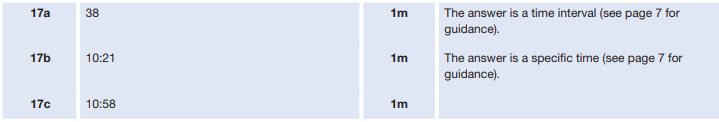 17a 38 1m The answer is a time interval (see page 7 for
guidance).
17b 10:21 1m The answer is a specific time (see page 7 for
guidance).
17c 10:58 1m